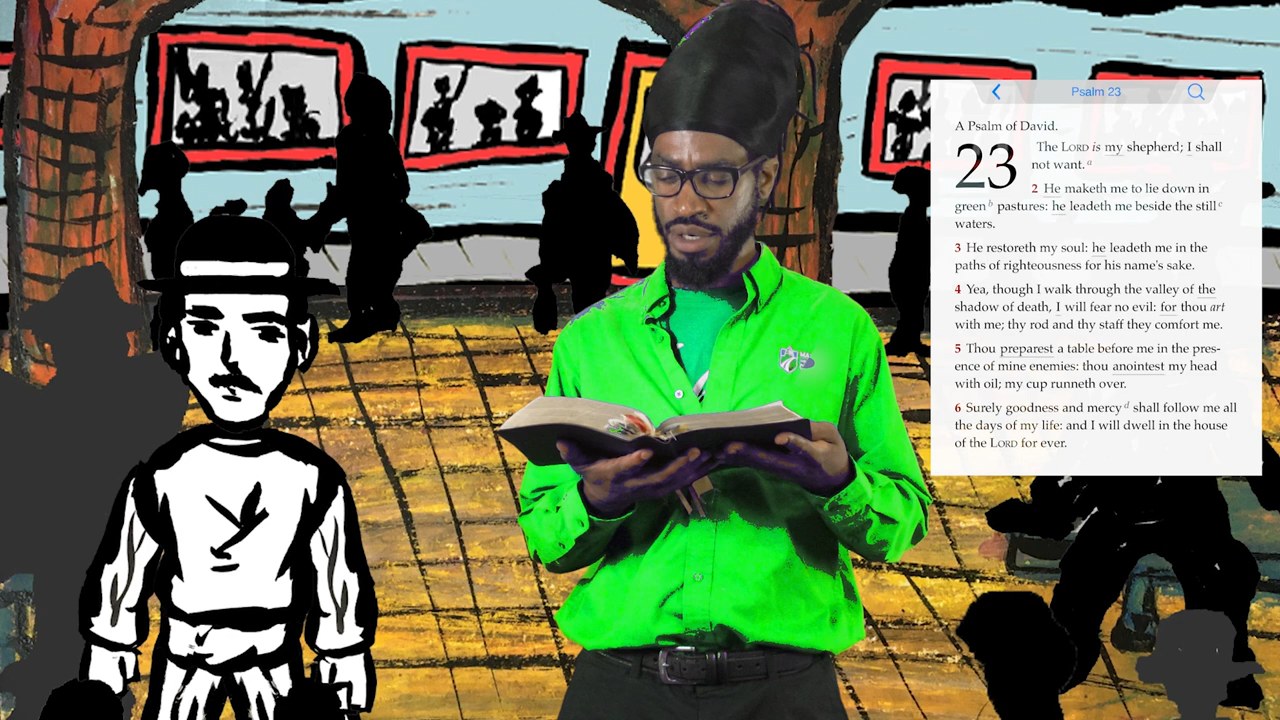 Psalm 23
A Psalm of David.
23 The LORD is my shepherd; I shall
not want. a
2 He maketh me to lie down in
green b pastures: he leadeth me beside the still c
waters.
3 He restoreth my soul: he leadeth me in the
paths of righteousness for his name's sake.
4 Yea, though I walk through the valley of the
shadow of death, I will fear no evil: for thou art
with me; thy rod and thy staff they comfort me.
5 Thou preparest a table before me in the pres-
ence of mine enemies: thou anointest my head
with oil; my cup runneth over.
6 Surely goodness and mercy d shall follow me all
the days of my life: and I will dwell in the house
of the LORD for ever.